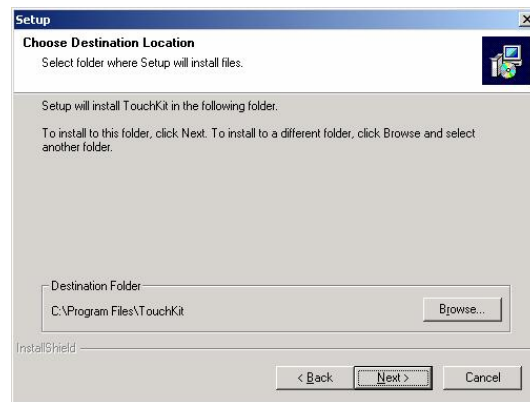 Setup
Choose Destination Location
Select folder where Setup will install files.
Setup will install TouchKit in the following folder.
To install to this folder, click Next. To install to a different folder, click Browse and select
another folder.
Destination Folder
C:\Program Files\TouchKit
Browse...
InstallShield
< Back
Next >
Cancel